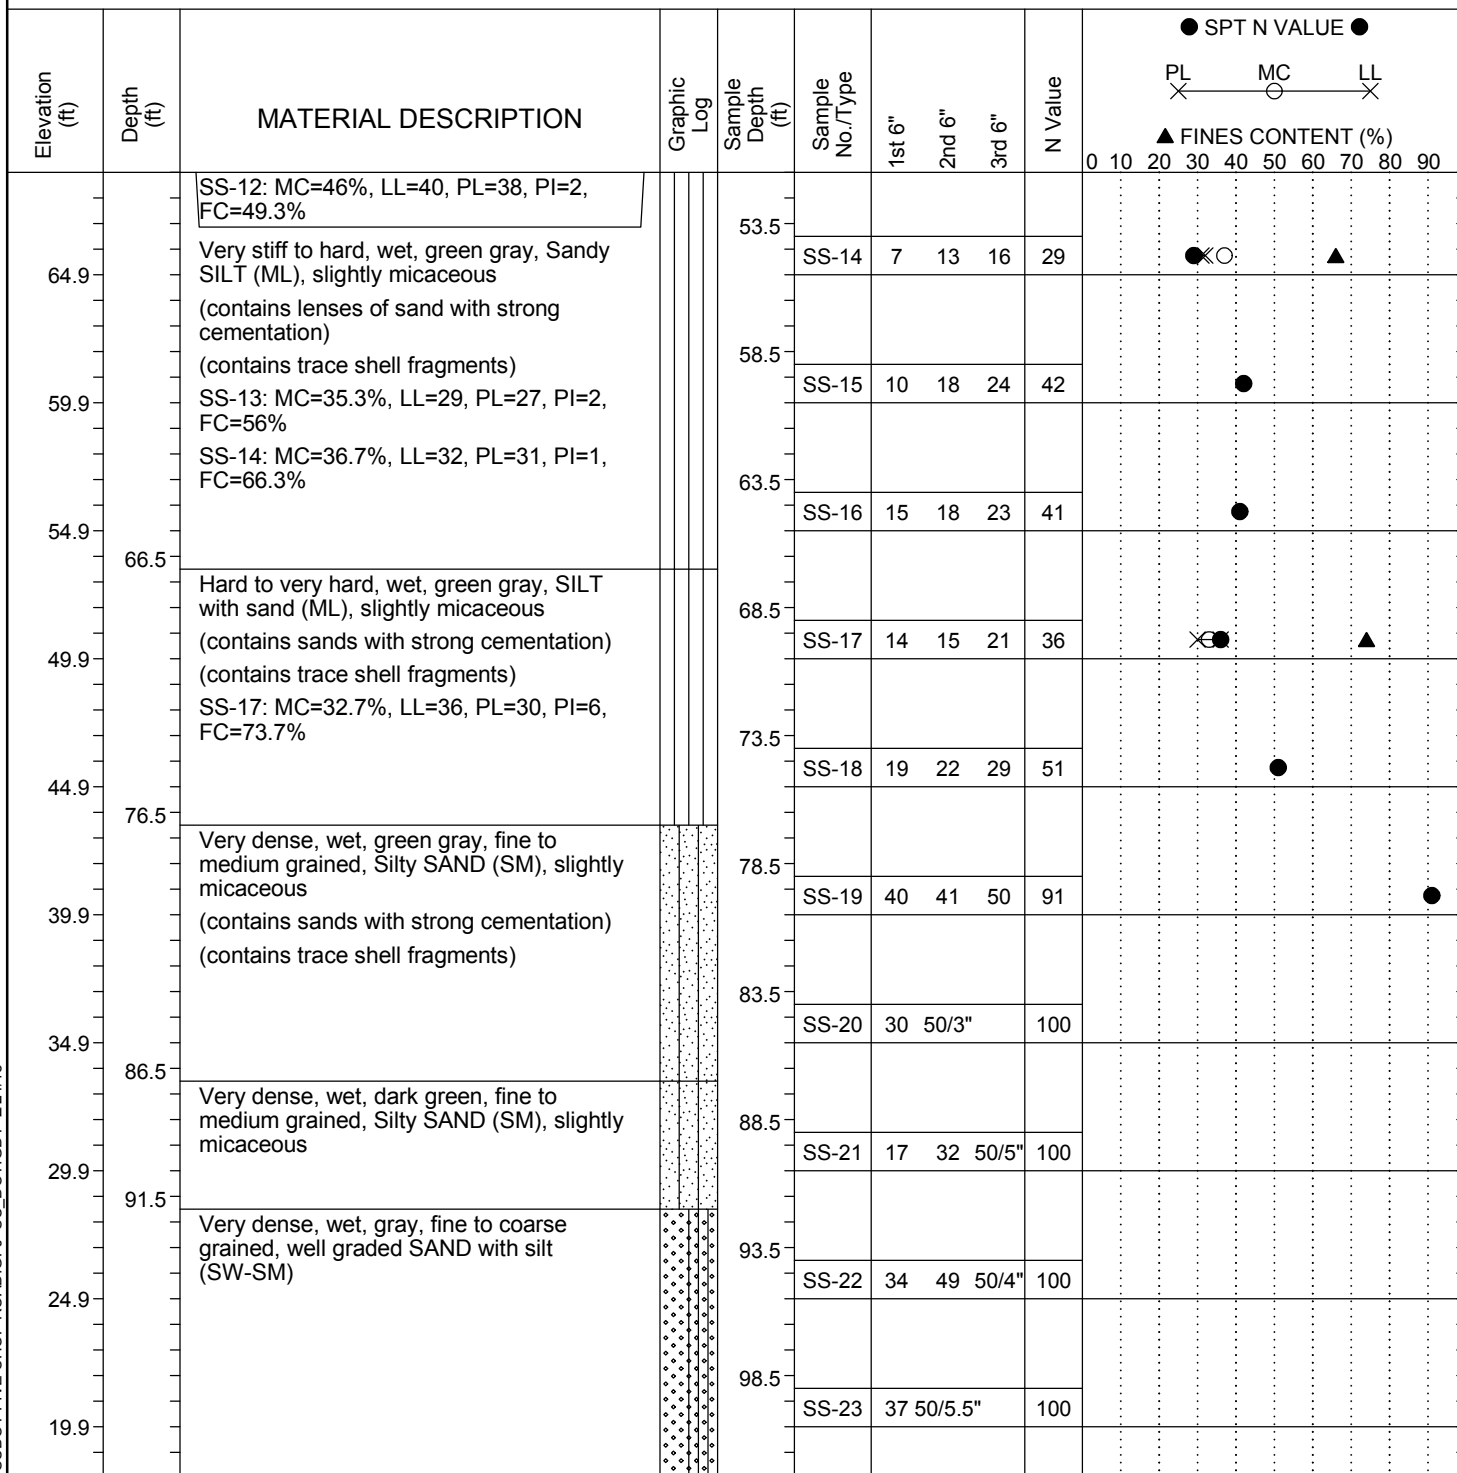 ● SPT N VALUE ●
PL MC LL
▲ FINES CONTENT (%)
0 10 20 30 40 50 60 70 80 90
Elevation (ft)
Depth (ft)
MATERIAL DESCRIPTION
Graphic Log
Sample Depth (ft)
Sample No./Type
1st 6"
2nd 6"
3rd 6"
N Value
SS-12: MC=46%, LL=40, PL=38, PI=2,
FC=49.3%
53.5
Very stiff to hard, wet, green gray, Sandy
SS-14 7 13 16 29
64.9
SILT (ML), slightly micaceous
(contains lenses of sand with strong
cementation)
58.5
(contains trace shell fragments)
SS-15 10 18 24 42
59.9
SS-13: MC=35.3%, LL=29, PL=27, PI=2,
FC=56%
SS-14: MC=36.7%, LL=32, PL=31, PI=1,
FC=66.3%
63.5
SS-16 15 18 23 41
54.9
66.5
Hard to very hard, wet, green gray, SILT
with sand (ML), slightly micaceous
68.5
(contains sands with strong cementation)
SS-17 14 15 21 36
49.9
(contains trace shell fragments)
SS-17: MC=32.7%, LL=36, PL=30, PI=6,
FC=73.7%
73.5
SS-18 19 22 29 51
44.9
76.5
Very dense, wet, green gray, fine to
medium grained, Silty SAND (SM), slightly
micaceous
78.5
SS-19 40 41 50 91
39.9
(contains sands with strong cementation)
(contains trace shell fragments)
83.5
SS-20 30 50/3" 100
34.9
86.5
Very dense, wet, dark green, fine to
medium grained, Silty SAND (SM), slightly
micaceous
88.5
SS-21 17 32 50/5" 100
29.9
91.5
Very dense, wet, gray, fine to coarse
grained, well graded SAND with silt
(SW-SM)
93.5
SS-22 34 49 50/4" 100
24.9
98.5
SS-23 37 50/5.5" 100
19.9